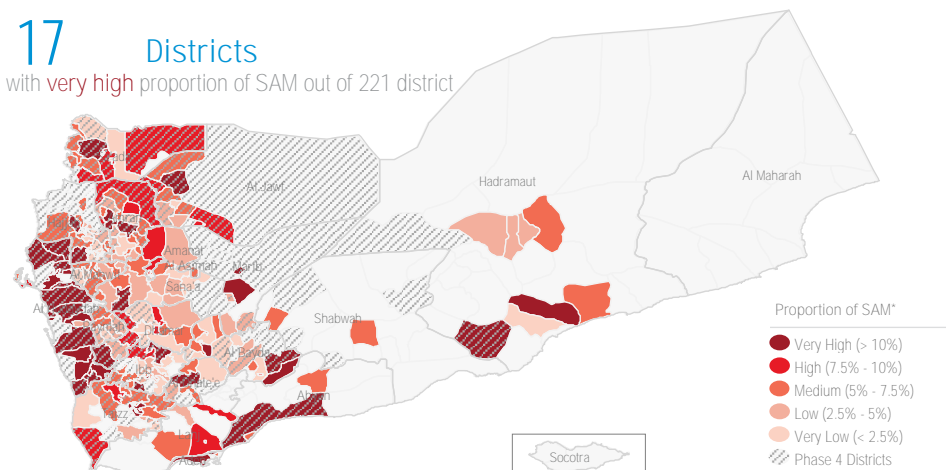 17 Districts
with very high proportion of SAM out of 221 district
Hadramaut
Al Maharah
Al Jawf
Amanat
Al Asimah
Marib
Sana'a
Shabwah
Al Bayda
Ibb
Taizz
Socotra
Proportion of SAM*
Very High (> 10%)
High (7.5% - 10%)
Medium (5% - 7.5%)
Low (2.5% - 5%)
Very Low (< 2.5%)
Phase 4 Districts